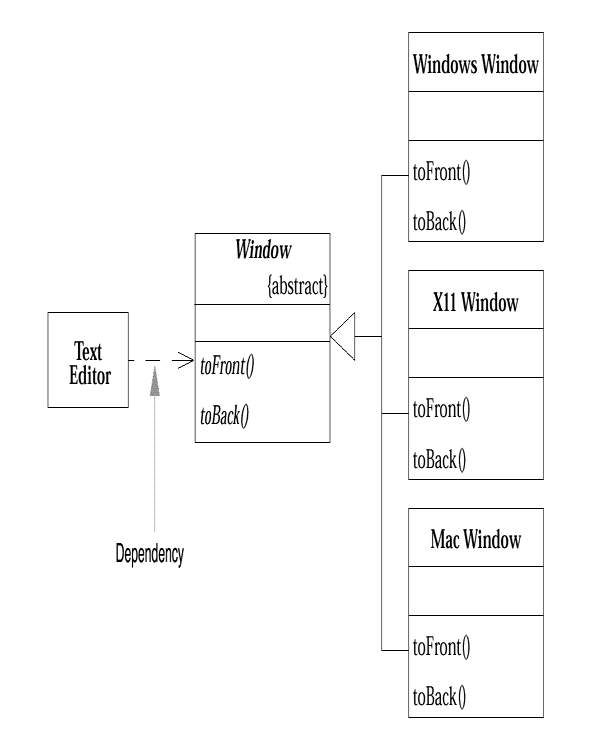 Windows Window
toFront()
toBack()
Window
{abstract}
toFront()
toBack()
Text
Editor
X11 Window
toFront()
toBack()
Mac Window
toFront()
toBack()
Dependency